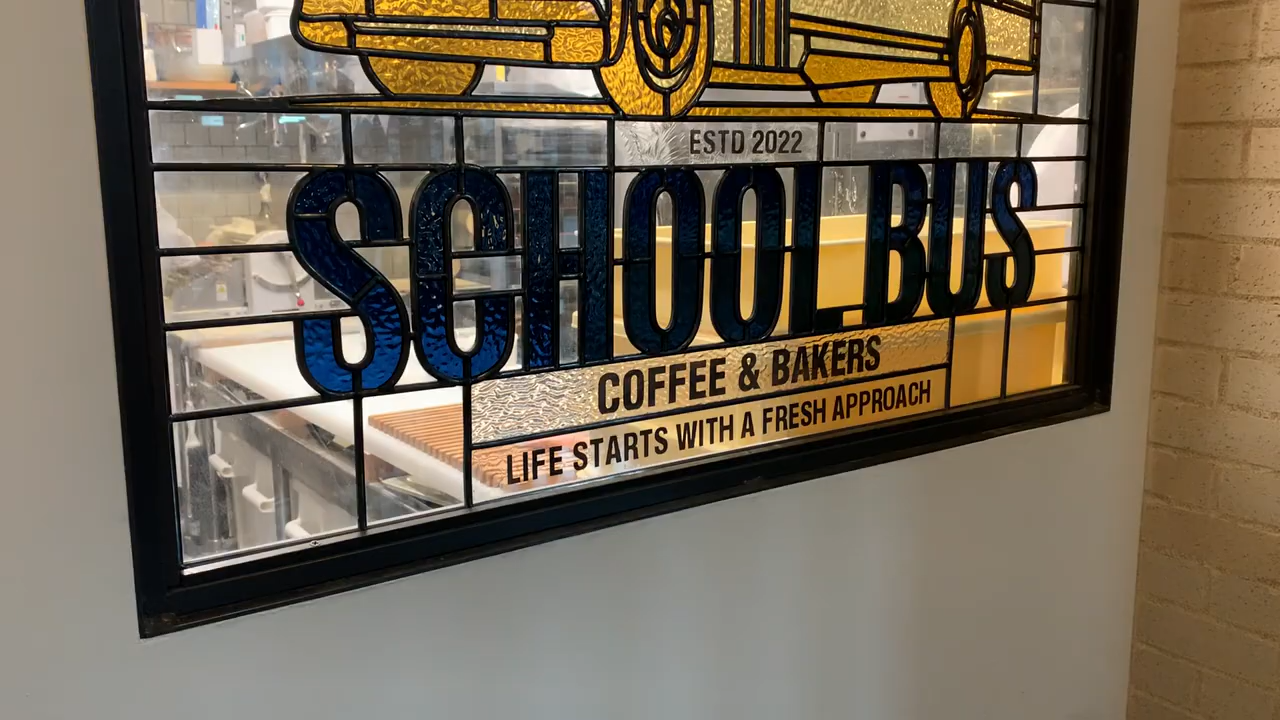 ESTD 2022
SCHOOL BUS
COFFEE & BAKERS
LIFE STARTS WITH A FRESH APPROACH